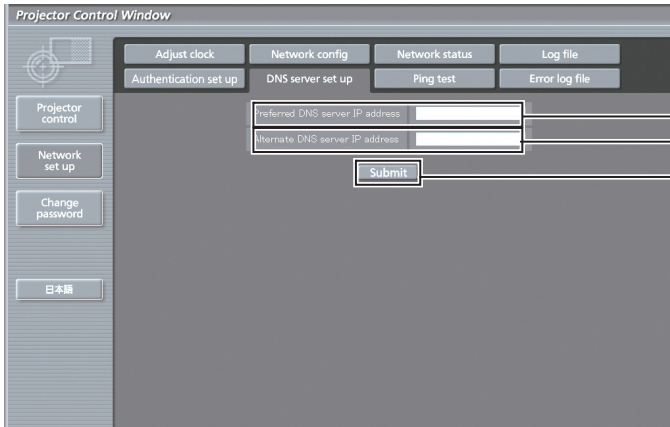 Projector Control Window
Adjust clock Network config Network status Log file
Authentication set up DNS server set up Ping test Error log file
Projector
control
Preferred DNS server IP address
Alternate DNS server IP address
Network
set up
Submit
Change
password
日本語